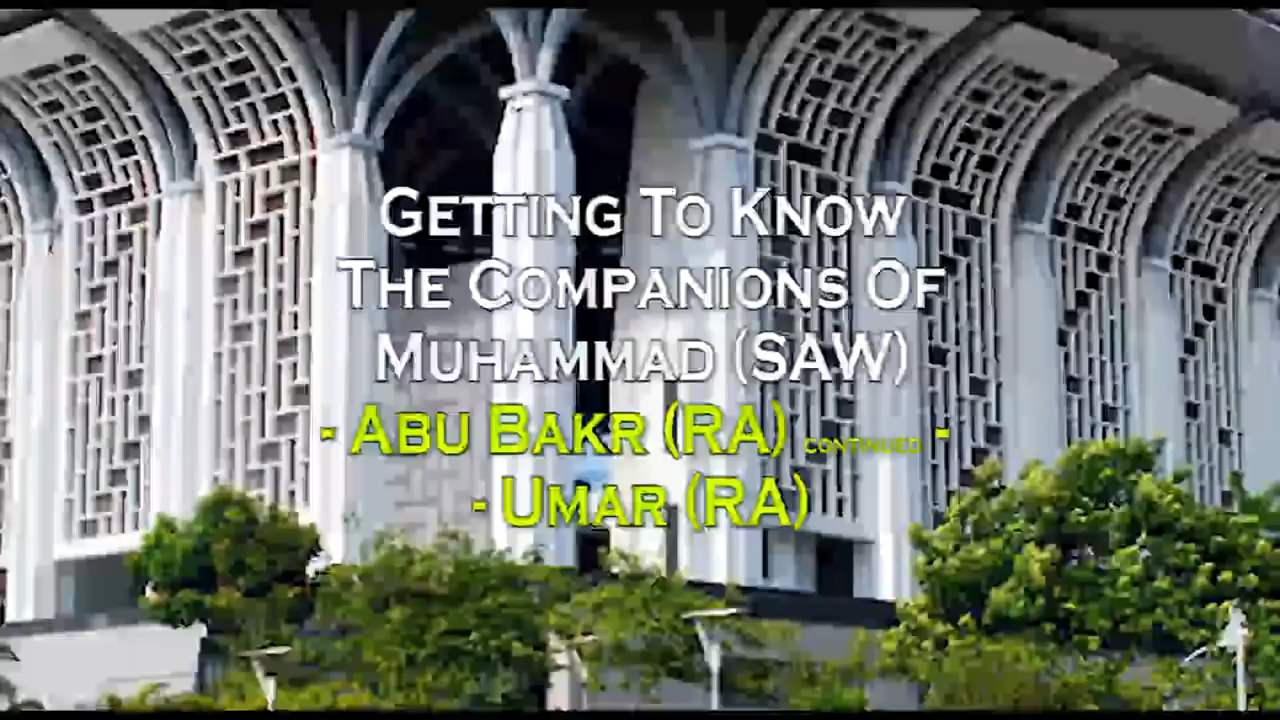 Getting To Know
The Companions Of
Muhammad (SAW)
- Abu Bakr (RA) continued -
- Umar (RA)